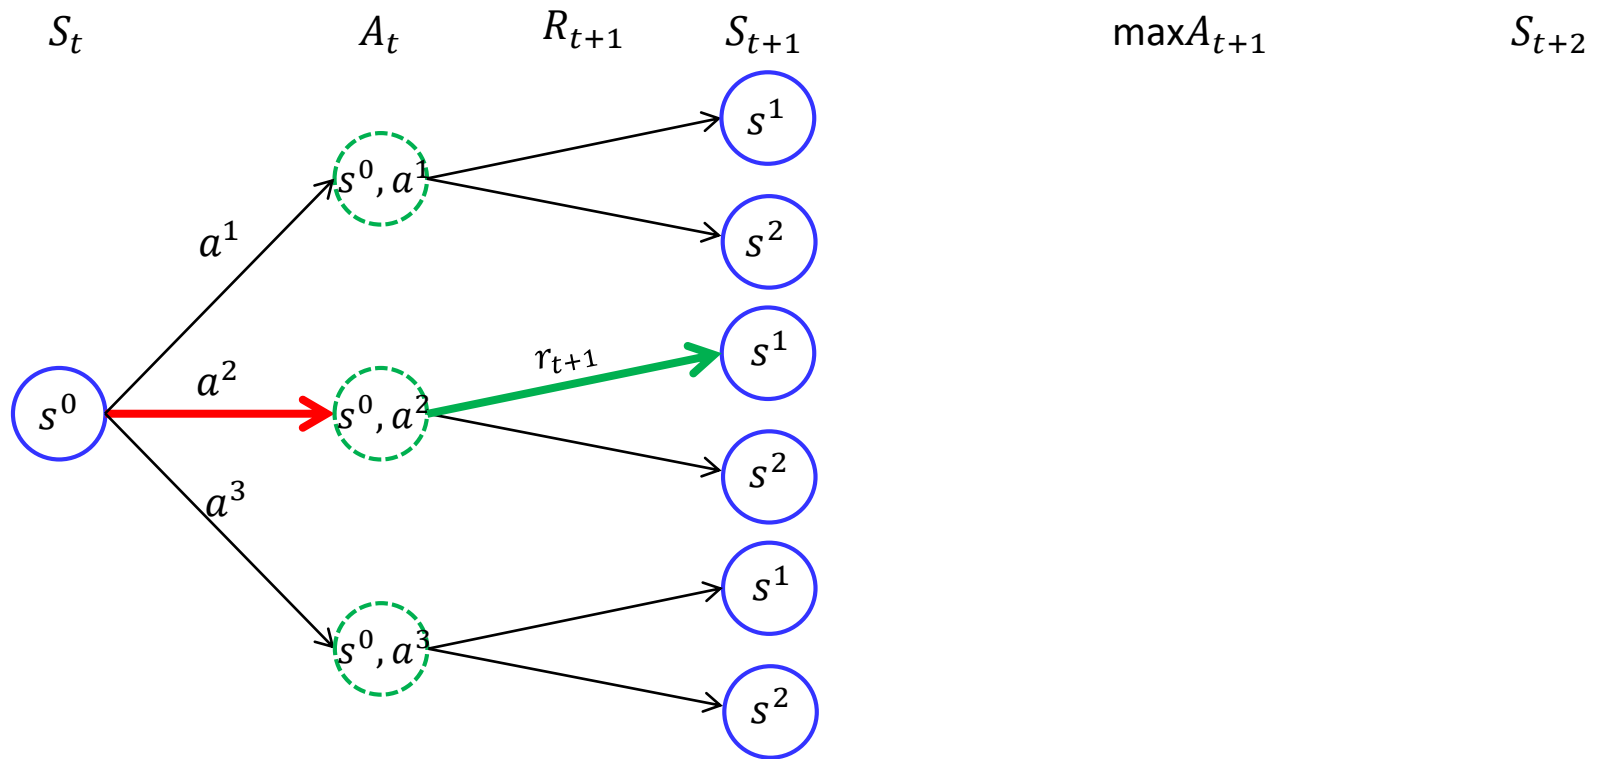 S_t A_t R_{t+1} S_{t+1} maxA_{t+1} S_{t+2}
s^1
s^0, a^1
a^1
s^2
s^1
r_{t+1}
a^2
s^0
s^0, a^2
s^2
a^3
s^1
s^0, a^3
s^2